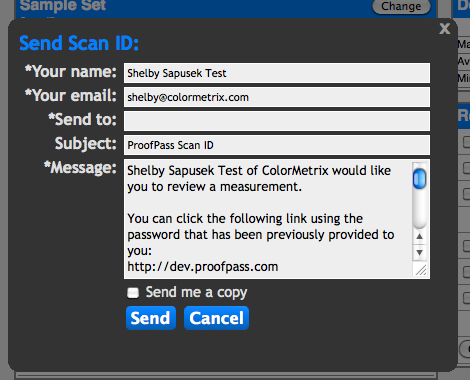 Sample Set
Change
X
Send Scan ID:
*Your name: Shelby Sapusek Test
*Your email: shelby@colormetrix.com
*Send to:
Subject: ProofPass Scan ID
*Message: Shelby Sapusek Test of ColorMetrix would like
you to review a measurement.
You can click the following link using the
password that has been previously provided to
you:
http://dev.proofpass.com
Send me a copy
Send Cancel